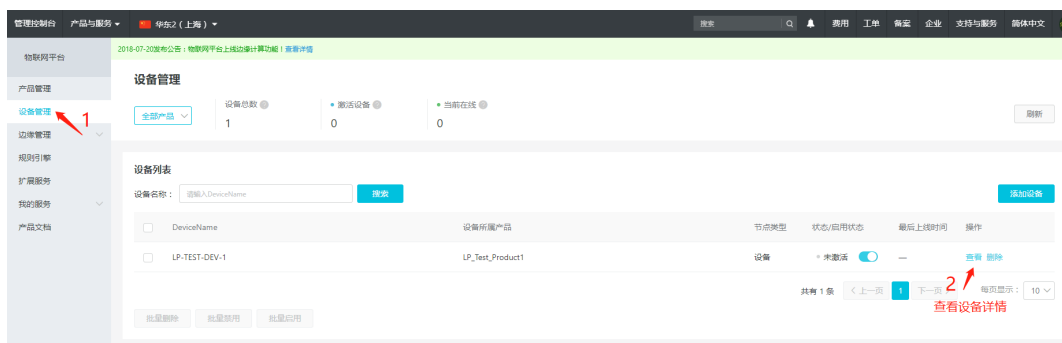 管理控制台 产品与服务 华东2（上海） 搜索 费用 工单 备案 企业 支持与服务 简体中文
物联网平台
2018-07-20发布公告：物联网平台上线边缘计算功能！查看详情
产品管理
设备管理
边缘管理
规则引擎
扩展服务
我的服务
产品文档
1
设备管理
全部产品
设备总数
1
激活设备
0
当前在线
0
刷新
设备列表
设备名称： 请输入DeviceName 搜索 添加设备
DeviceName 设备所属产品 节点类型 状态/启用状态 最后上线时间 操作
LP-TEST-DEV-1 LP_Test_Product1 设备 未激活 — 查看 删除
共有 1 条 < 上一页 1 下一页 每页显示： 10
2
查看设备详情
批量删除 批量禁用 批量启用